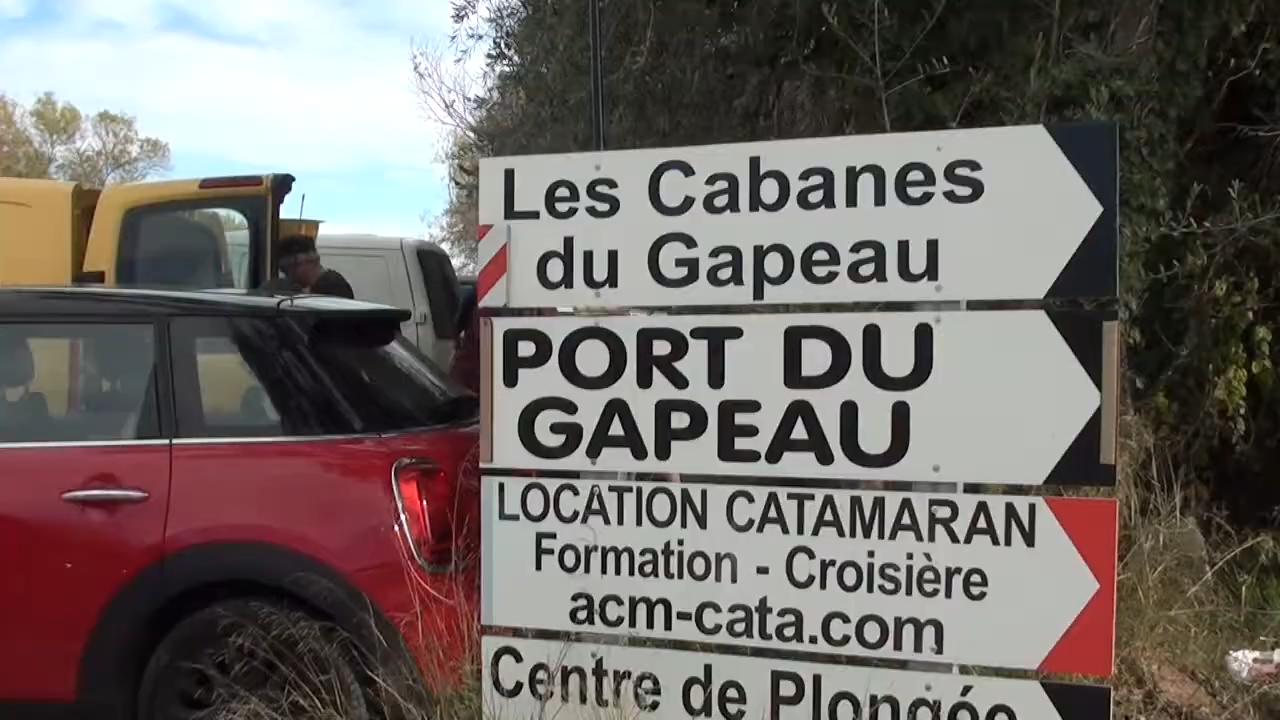 Les Cabanes
du Gapeau
PORT DU
GAPEAU
LOCATION CATAMARAN
Formation - Croisière
acm-cata.com
Centre de Plongée